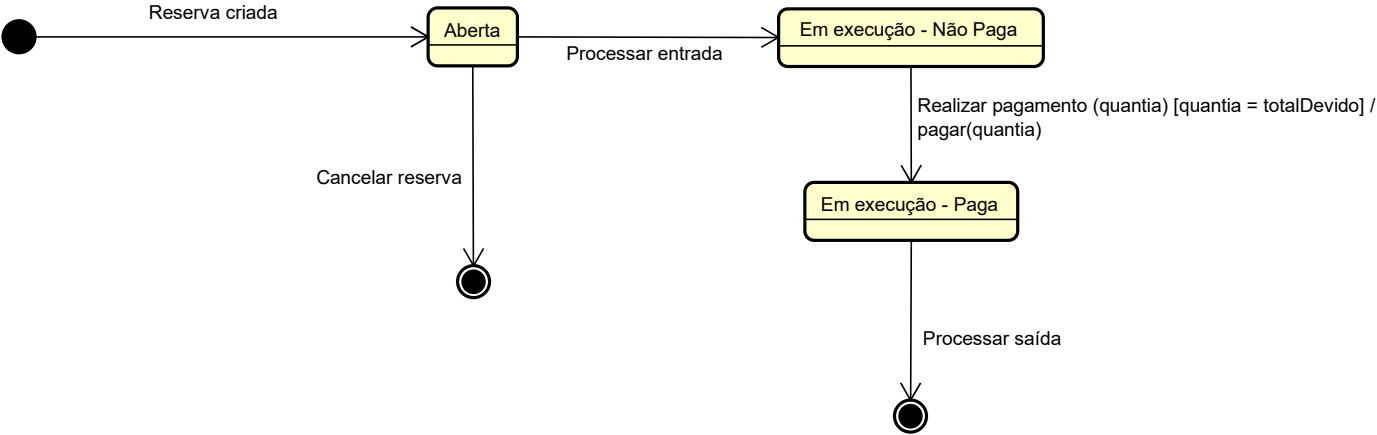 Reserva criada
Aberta
Em execução - Não Paga
Processar entrada
Realizar pagamento (quantia) [quantia = totalDevido] /
pagar(quantia)
Cancelar reserva
Em execução - Paga
Processar saída